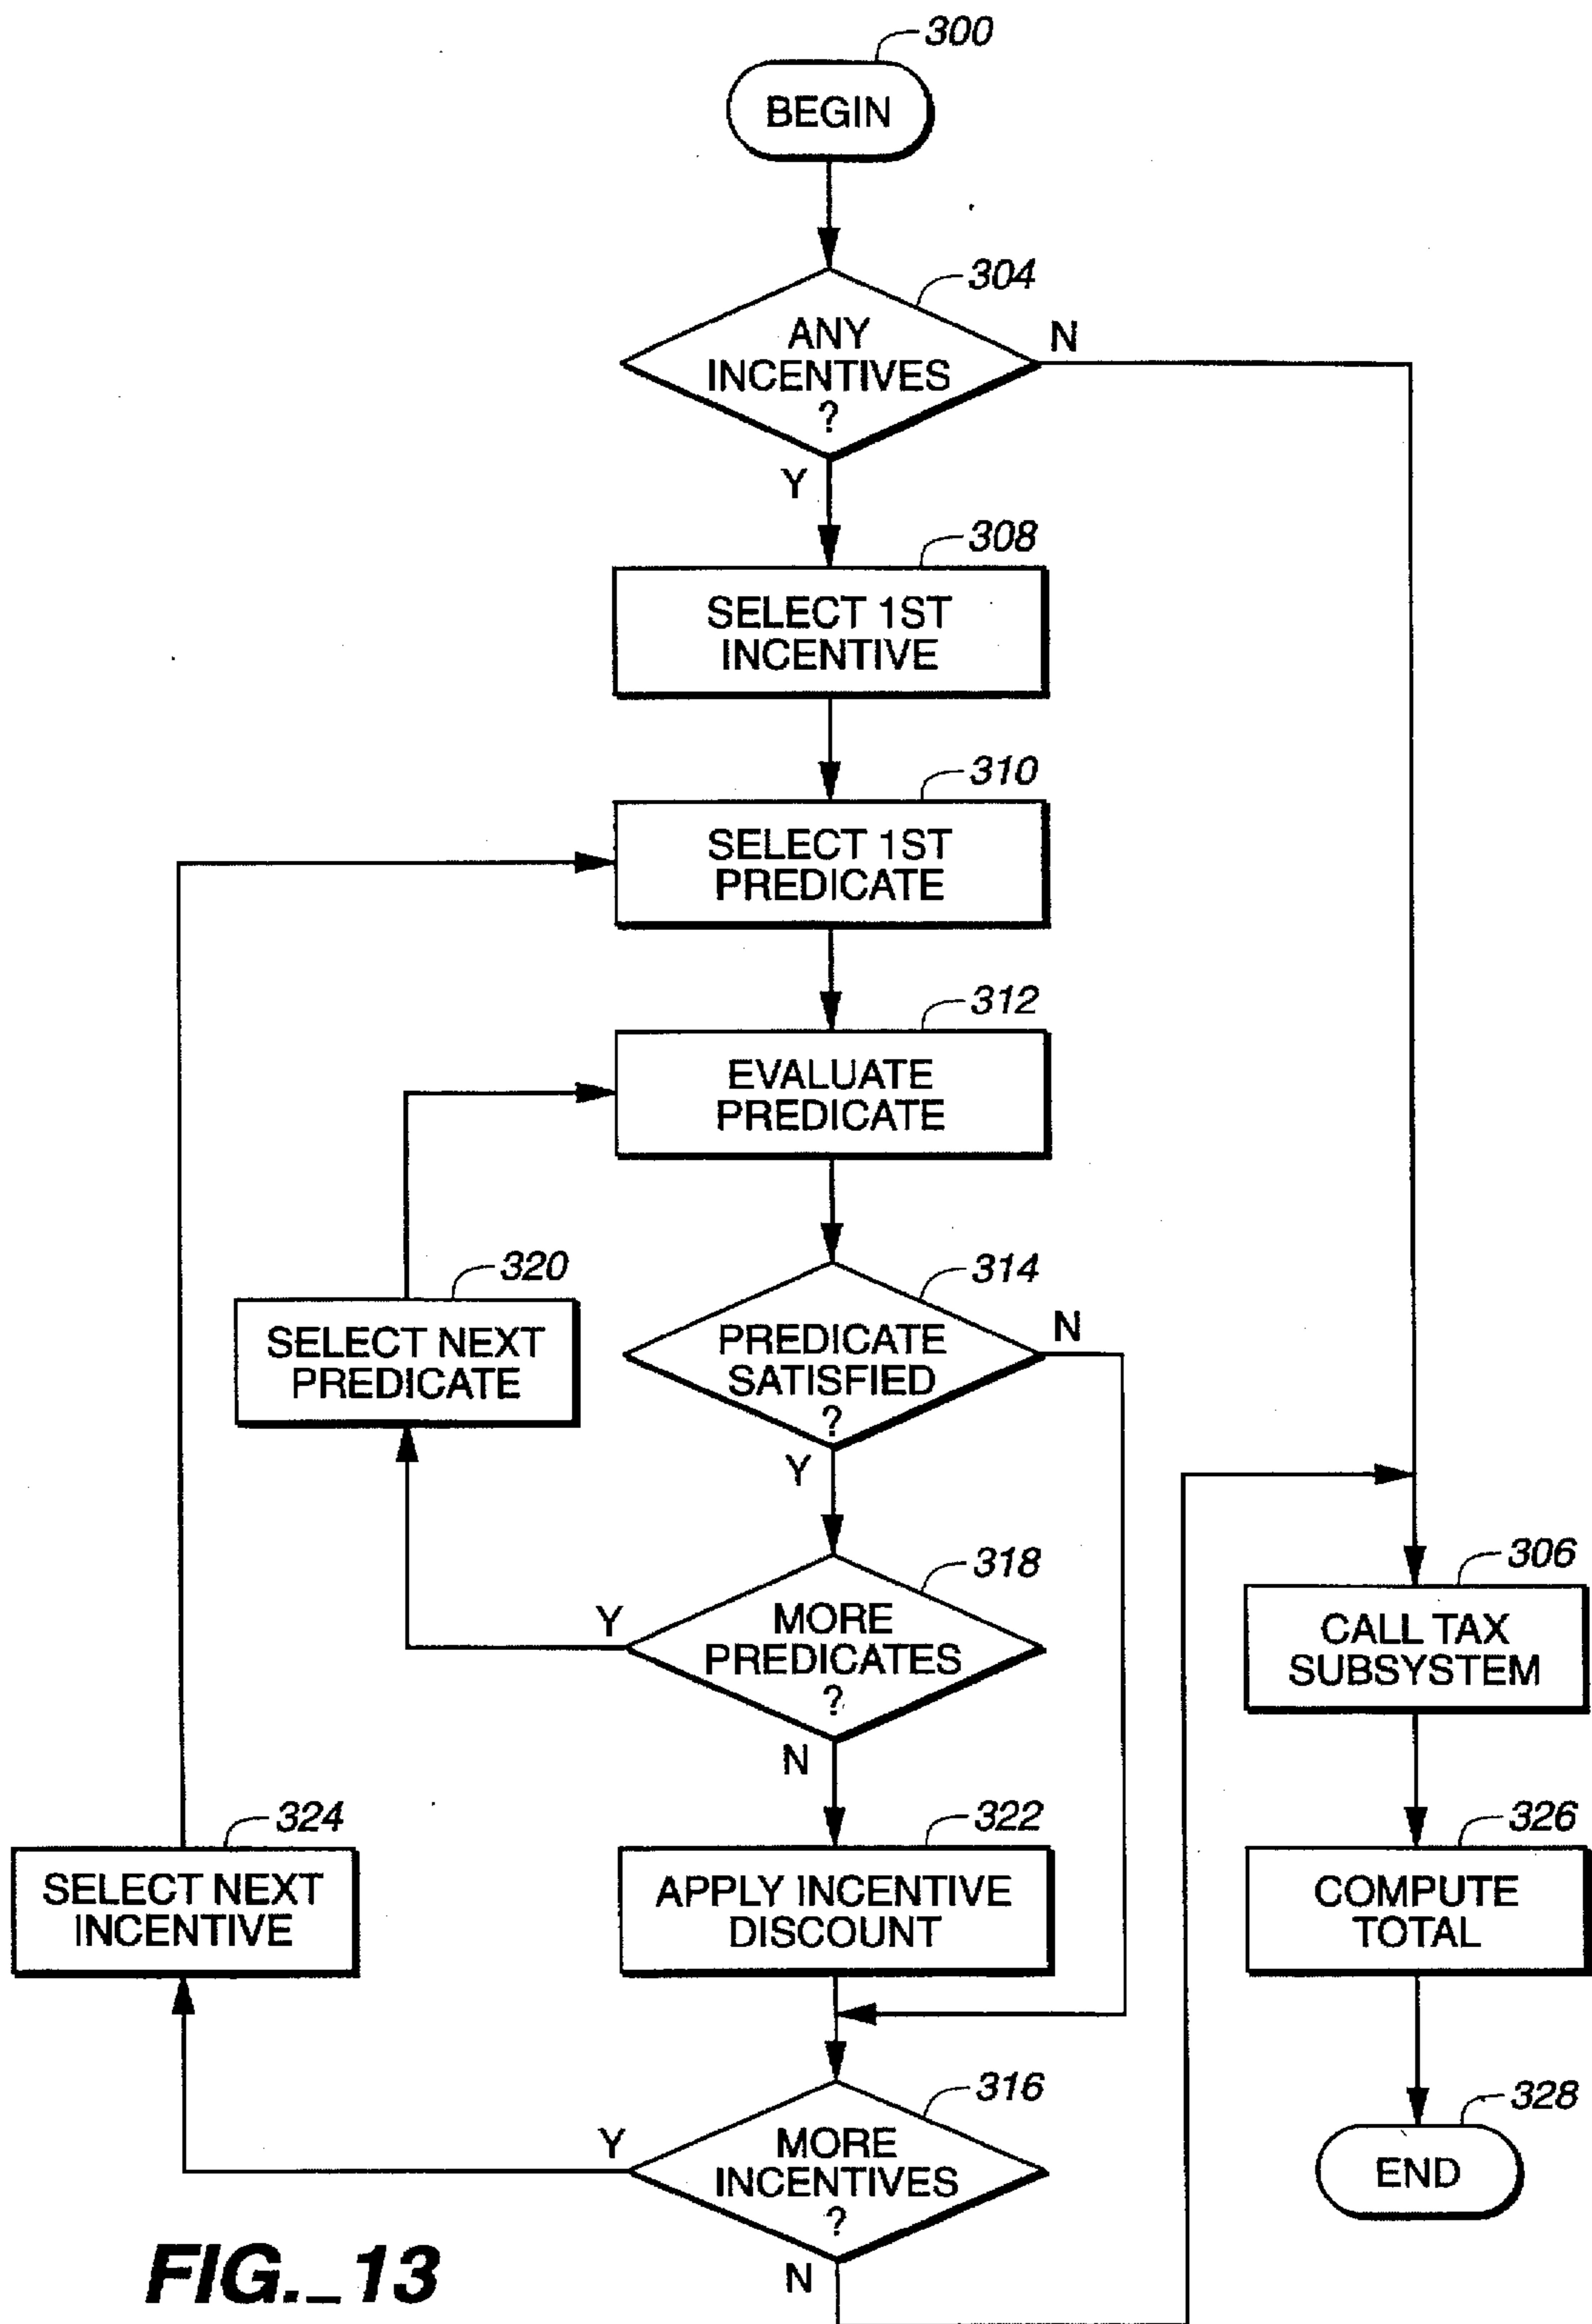 300
BEGIN
304
ANY
INCENTIVES
?
N
Y
308
SELECT 1ST
INCENTIVE
310
SELECT 1ST
PREDICATE
312
EVALUATE
PREDICATE
320
SELECT NEXT
PREDICATE
314
PREDICATE
SATISFIED
?
N
Y
318
MORE
PREDICATES
?
Y
N
306
CALL TAX
SUBSYSTEM
324
SELECT NEXT
INCENTIVE
322
APPLY INCENTIVE
DISCOUNT
326
COMPUTE
TOTAL
316
MORE
INCENTIVES
?
Y
N
328
END
FIG._13